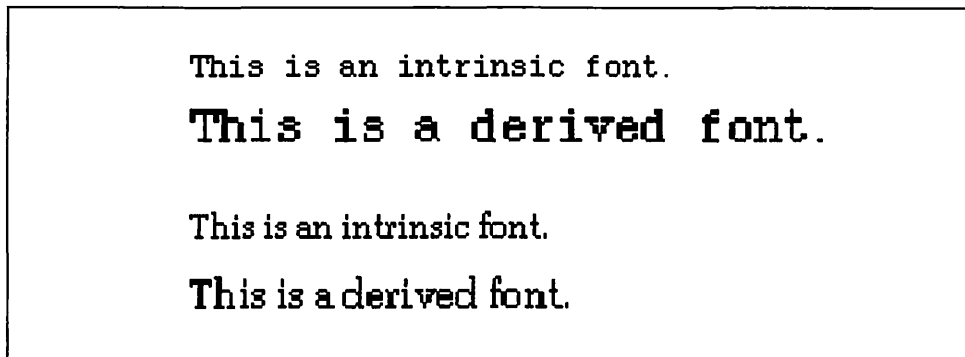 This is an intrinsic font.
This is a derived font.
This is an intrinsic font.
This is a derived font.